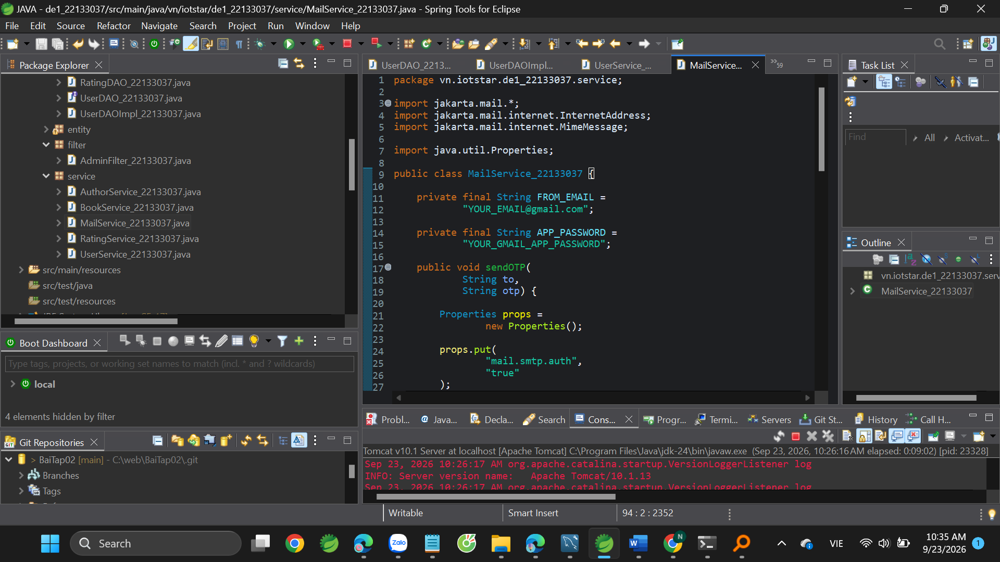 JAVA - de1_22133037/src/main/java/vn/iotstar/de1_22133037/service/MailService_22133037.java - Spring Tools for Eclipse
File Edit Source Refactor Navigate Search Project Run Window Help
Package Explorer
RatingDAO_22133037.java
UserDAO_22133037.java
UserDAOImpl_22133037.java
entity
filter
AdminFilter_22133037.java
service
AuthorService_22133037.java
BookService_22133037.java
MailService_22133037.java
RatingService_22133037.java
UserService_22133037.java
src/main/resources
src/test/java
src/test/resources
Boot Dashboard
Type tags, projects, or working set names to match (incl. * and ? wildcards)
local
4 elements hidden by filter
Git Repositories
> BaiTap02 [main] - C:\web\BaiTap02\.git
Branches
Tags
UserDAO_2213... UserDAOImpl... UserService_... MailService... »59
1 package vn.iotstar.de1_22133037.service;
2
3 import jakarta.mail.*;
4 import jakarta.mail.internet.InternetAddress;
5 import jakarta.mail.internet.MimeMessage;
6
7 import java.util.Properties;
8
9 public class MailService_22133037 {
10
11 private final String FROM_EMAIL =
12 "YOUR_EMAIL@gmail.com";
13
14 private final String APP_PASSWORD =
15 "YOUR_GMAIL_APP_PASSWORD";
16
17 public void sendOTP(
18 String to,
19 String otp) {
20
21 Properties props =
22 new Properties();
23
24 props.put(
25 "mail.smtp.auth",
26 "true"
27 );
Task List
Find All Activat...
Outline
vn.iotstar.de1_22133037.serv
MailService_22133037
Probl... Java... Decla... Search Cons... Progr... Termi... Servers Git St... History Call H...
Tomcat v10.1 Server at localhost [Apache Tomcat] C:\Program Files\Java\jdk-24\bin\javaw.exe (Sep 23, 2026, 10:26:16 AM elapsed: 0:09:02) [pid: 23328]
Sep 23, 2026 10:26:17 AM org.apache.catalina.startup.VersionLoggerListener log
INFO: Server version name: Apache Tomcat/10.1.13
Sep 23, 2026 10:26:17 AM org.apache.catalina.startup.VersionLoggerListener log
Writable Smart Insert 94 : 2 : 2352
Search
Zalo
VIE
10:35 AM
9/23/2026
1